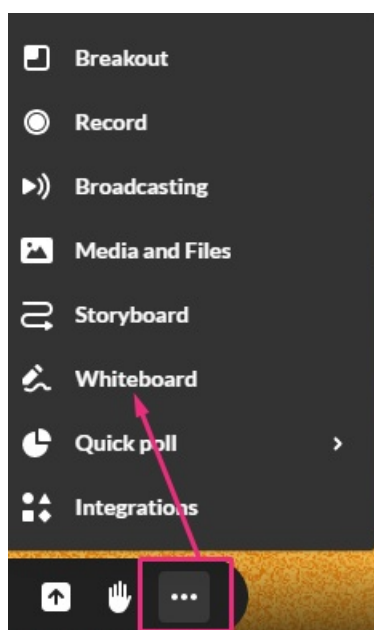 Breakout
Record
Broadcasting
Media and Files
Storyboard
Whiteboard
Quick poll
Integrations